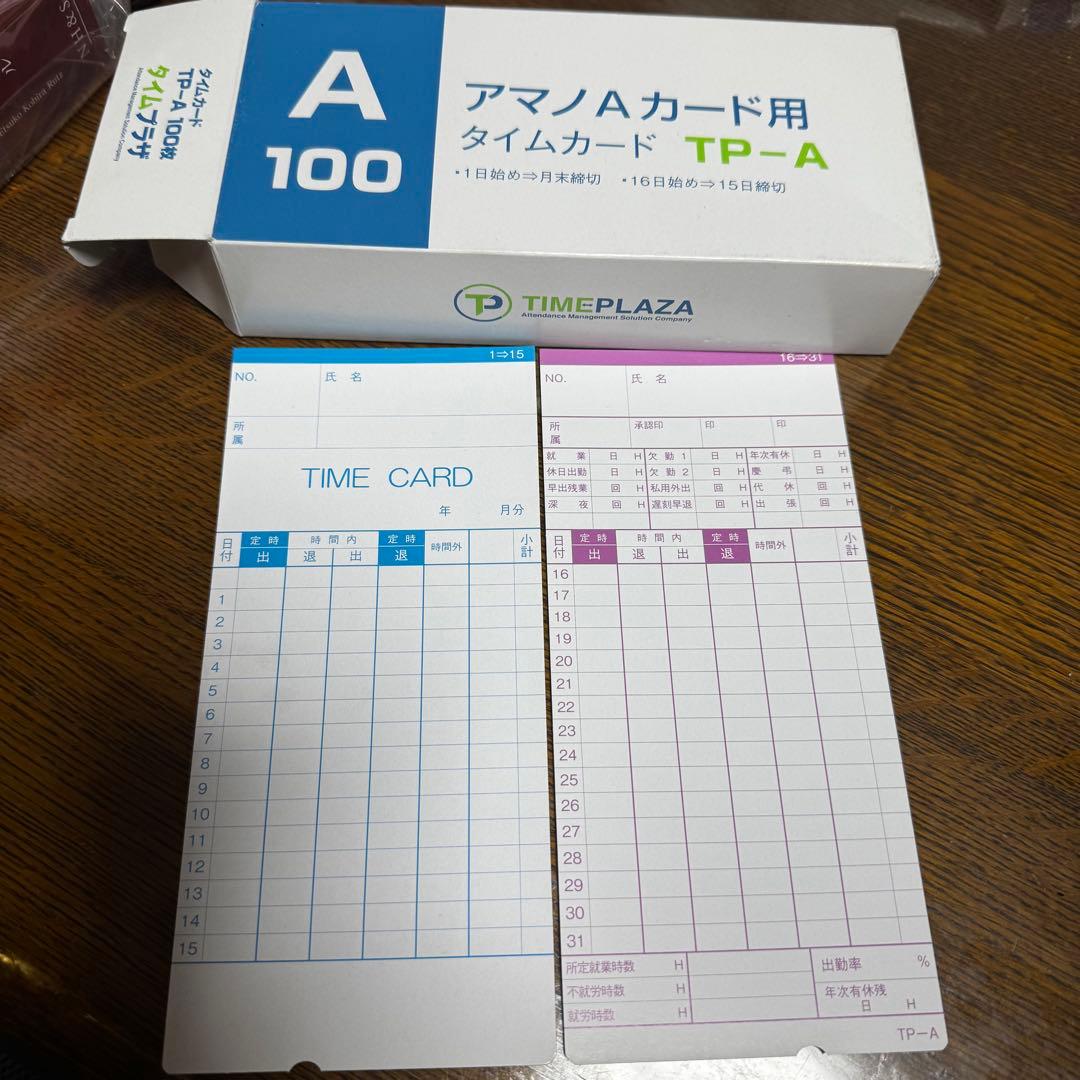 NH&S
ル
Etsuko Kohira Ruiz
タイムカード
TP-A 100枚
タイムプラザ
Attendance Management Solution Company
A
100
アマノAカード用
タイムカード TP-A
・1日始め⇒月末締切 ・16日始め⇒15日締切
TP TIMEPLAZA
Attendance Management Solution Company
1⇒15
NO. 氏 名
所属
TIME CARD
年 月分
日付 定時 時間内 定時 時間外 小計
出 退 出 退
1
2
3
4
5
6
7
8
9
10
11
12
13
14
15
16⇒31
NO. 氏 名
所属 承認印 印 印
就業 日 H 欠勤1 日 H 年次有休 日 H
休日出勤 日 H 欠勤2 日 H 慶弔 日 H
早出残業 回 H 私用外出 回 H 代休 回 H
深夜 回 H 遅刻早退 回 H 出張 回 H
日付 定時 時間内 定時 時間外 小計
出 退 出 退
16
17
18
19
20
21
22
23
24
25
26
27
28
29
30
31
所定就業時数 H 出勤率 %
不就労時数 H 年次有休残
就労時数 H 日 H
TP-A